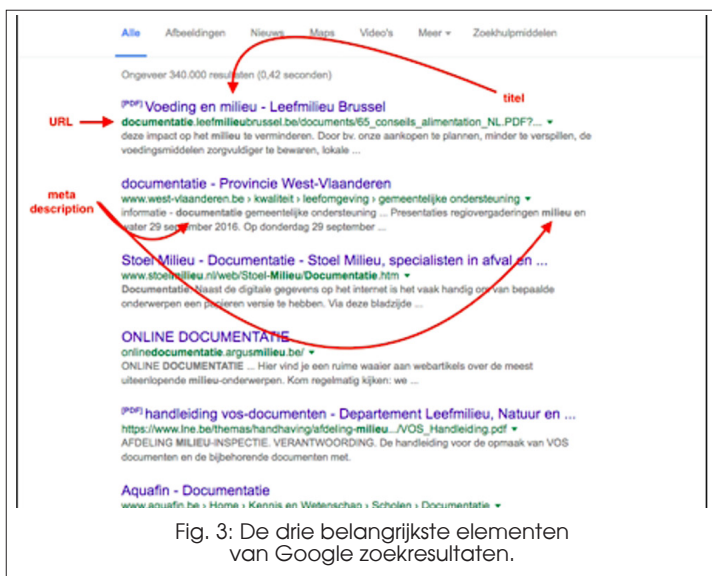 Alle Afbeeldingen Nieuws Maps Video's Meer Zoekhulpmiddelen
Ongeveer 340.000 resultaten (0,42 seconden)
titel
[PDF] Voeding en milieu - Leefmilieu Brussel
URL
documentatie.leefmilieubrussel.be/documents/65_conseils_alimentation_NL.PDF?...
deze impact op het milieu te verminderen. Door bv. onze aankopen te plannen, minder te verspillen, de
voedingsmiddelen zorgvuldiger te bewaren, lokale ...
documentatie - Provincie West-Vlaanderen
meta
description
www.west-vlaanderen.be › kwaliteit › leefomgeving › gemeentelijke ondersteuning
informatie - documentatie gemeentelijke ondersteuning ... Presentaties regiovergaderingen milieu en
water 29 september 2016. Op donderdag 29 september ...
Stoel Milieu - Documentatie - Stoel Milieu, specialisten in afval en ...
www.stoelmilieu.nl/web/Stoel-Milieu/Documentatie.htm
Documentatie. Naast de digitale gegevens op het internet is het vaak handig om van bepaalde
onderwerpen een papieren versie te hebben. Via deze bladzijde ...
ONLINE DOCUMENTATIE
onlinedocumentatie.argusmilieu.be/
ONLINE DOCUMENTATIE ... Hier vind je een ruime waaier aan webartikels over de meest
uiteenlopende milieu-onderwerpen. Kom regelmatig kijken: we ...
[PDF] handleiding vos-documenten - Departement Leefmilieu, Natuur en ...
https://www.lne.be/themas/handhaving/afdeling-milieu.../VOS_Handleiding.pdf
AFDELING MILIEU-INSPECTIE. VERANTWOORDING. De handleiding voor de opmaak van VOS
documenten en de bijbehorende documenten met.
Aquafin - Documentatie
www.aquafin.be › Home › Kennis en Wetenschap › Scholen › Documentatie
Fig. 3: De drie belangrijkste elementen
van Google zoekresultaten.